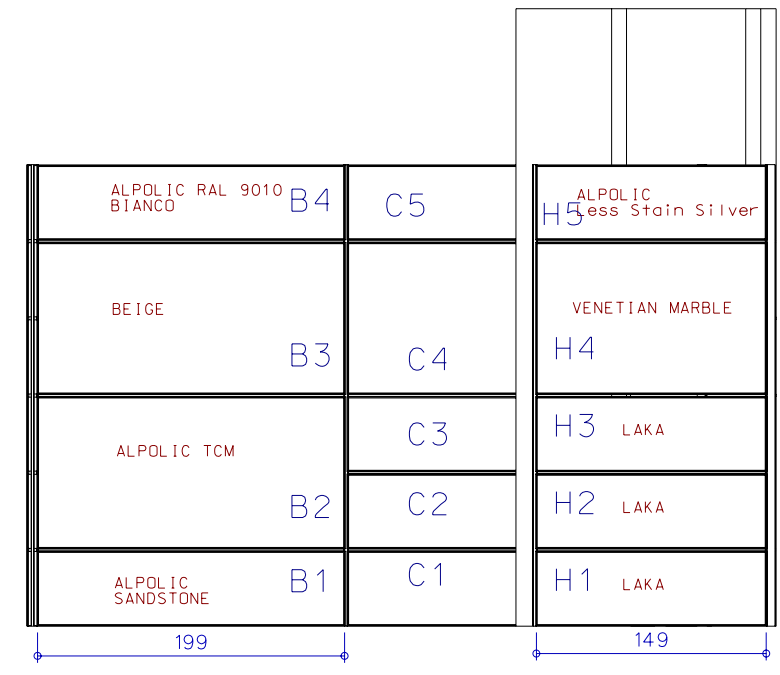 ALPOLIC RAL 9010
BIANCO
B4
C5
ALPOLIC
Less Stain Silver
H5
BEIGE
VENETIAN MARBLE
B3
C4
H4
C3
H3
LAKA
ALPOLIC TCM
B2
C2
H2
LAKA
ALPOLIC
SANDSTONE
B1
C1
H1
LAKA
199
149